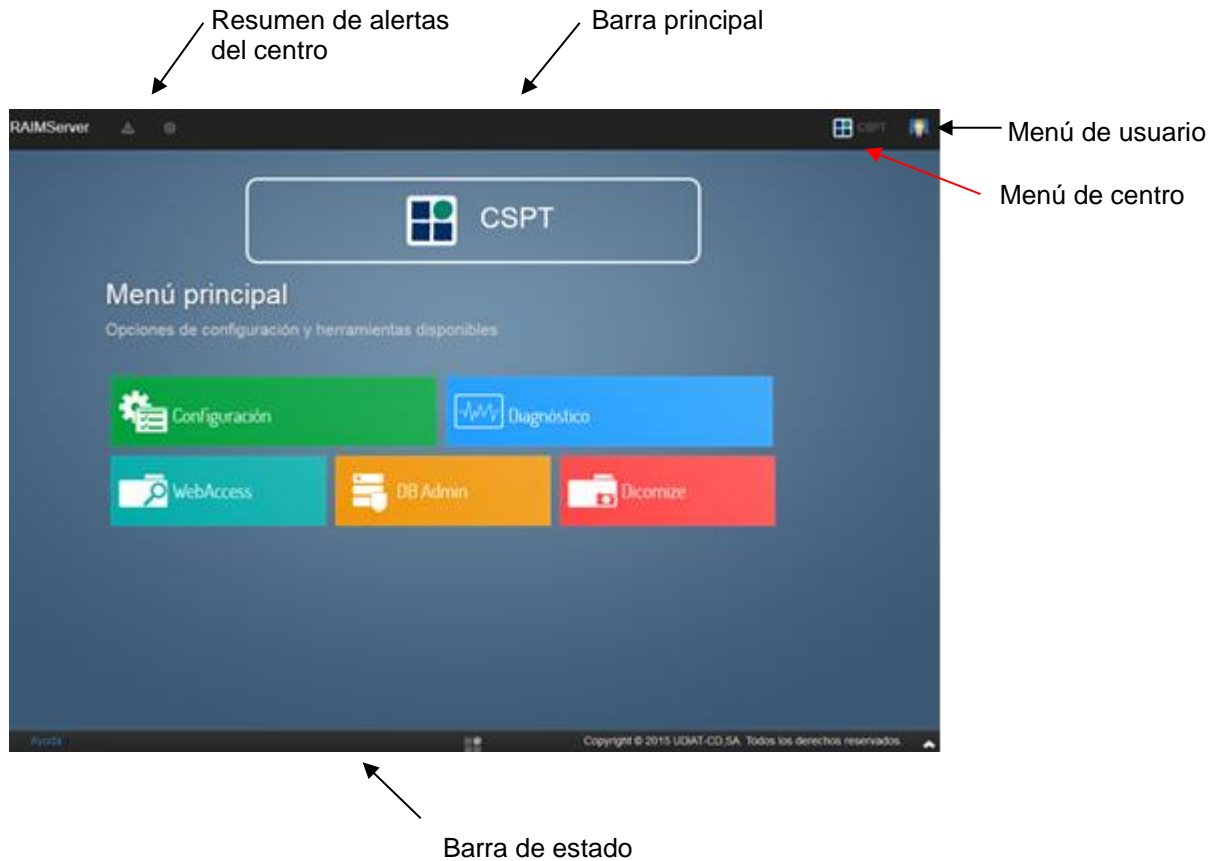 Resumen de alertas
del centro
Barra principal
RAIMServer
CSPT
Menú de usuario
Menú de centro
CSPT
Menú principal
Opciones de configuración y herramientas disponibles
Configuración
Diagnóstico
WebAccess
DB Admin
Dicomize
Ayuda
Copyright © 2015 UDIAT-CD,SA. Todos los derechos reservados.
Barra de estado